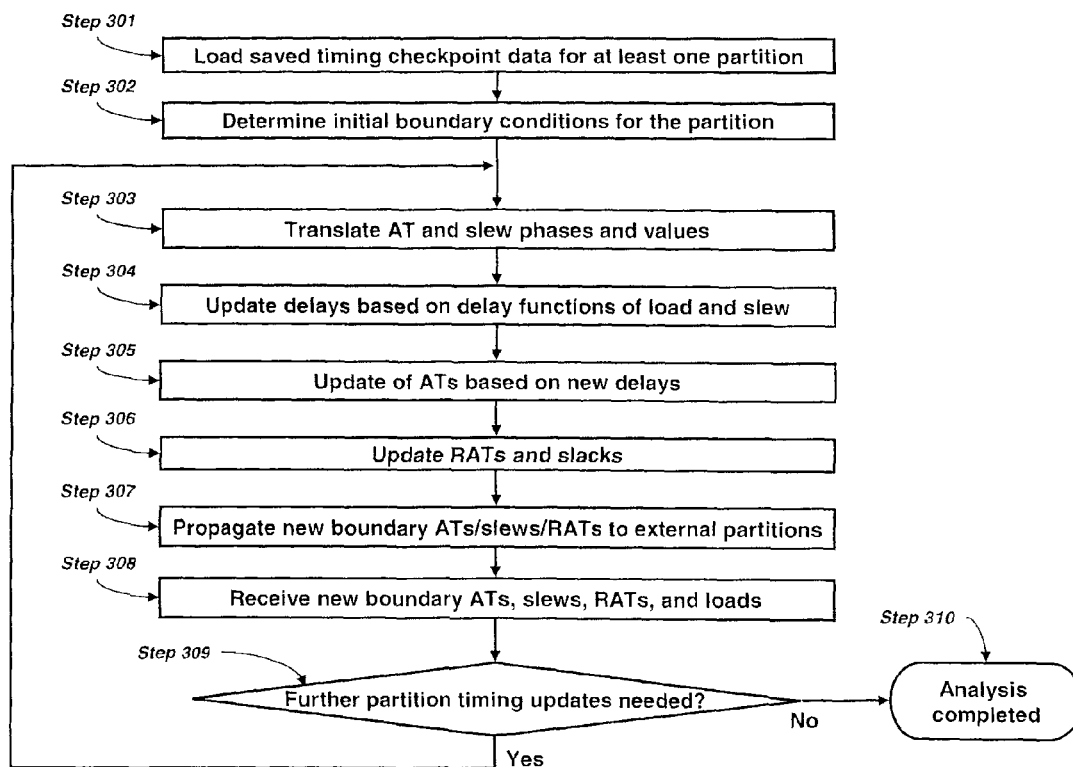 Step 301
Load saved timing checkpoint data for at least one partition
Step 302
Determine initial boundary conditions for the partition
Step 303
Translate AT and slew phases and values
Step 304
Update delays based on delay functions of load and slew
Step 305
Update of ATs based on new delays
Step 306
Update RATs and slacks
Step 307
Propagate new boundary ATs/slews/RATs to external partitions
Step 308
Receive new boundary ATs, slews, RATs, and loads
Step 309
Further partition timing updates needed?
No
Yes
Step 310
Analysis
completed